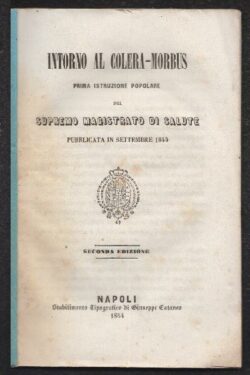 INTORNO AL COLERA-MORBUS
PRIMA ISTRUZIONE POPOLARE
DEL
SUPREMO MAGISTRATO DI SALUTE
PUBBLICATA IN SETTEMBRE
SECONDA EDIZIONE
NAPOLI
Stabilimento Tipografico di Giuseppe Cataneo
1854